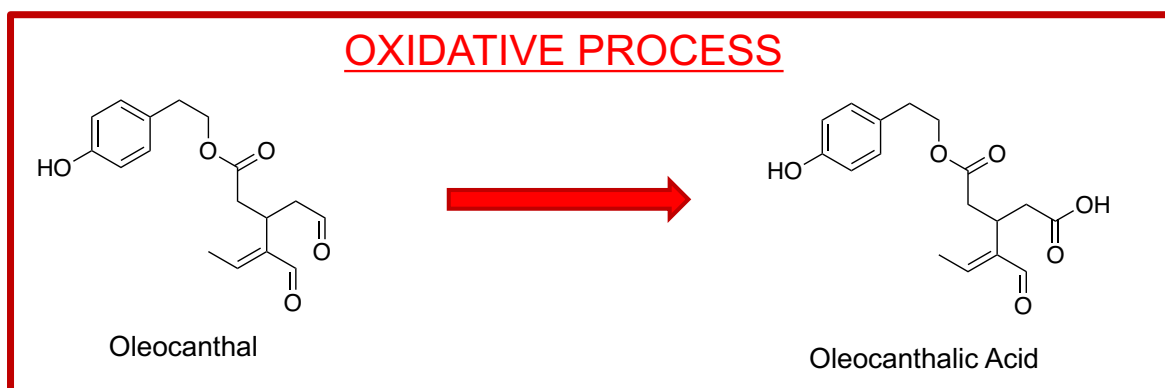 OXIDATIVE PROCESS
HO
O
O
O
O
Oleocanthal
HO
O
O
OH
O
O
Oleocanthalic Acid